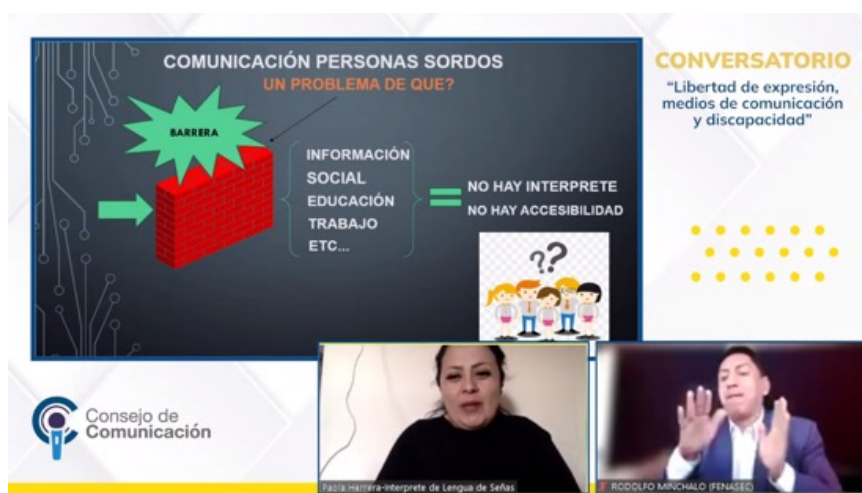 COMUNICACIÓN PERSONAS SORDOS
UN PROBLEMA DE QUE?
BARRERA
INFORMACIÓN
SOCIAL
EDUCACIÓN
TRABAJO
ETC...
NO HAY INTERPRETE
NO HAY ACCESIBILIDAD
??
CONVERSATORIO
“Libertad de expresión,
medios de comunicación
y discapacidad”
Consejo de
Comunicación
Paola Herrera-Interprete de Lengua de Señas
RODOLFO MINCHALO (FENASEC)